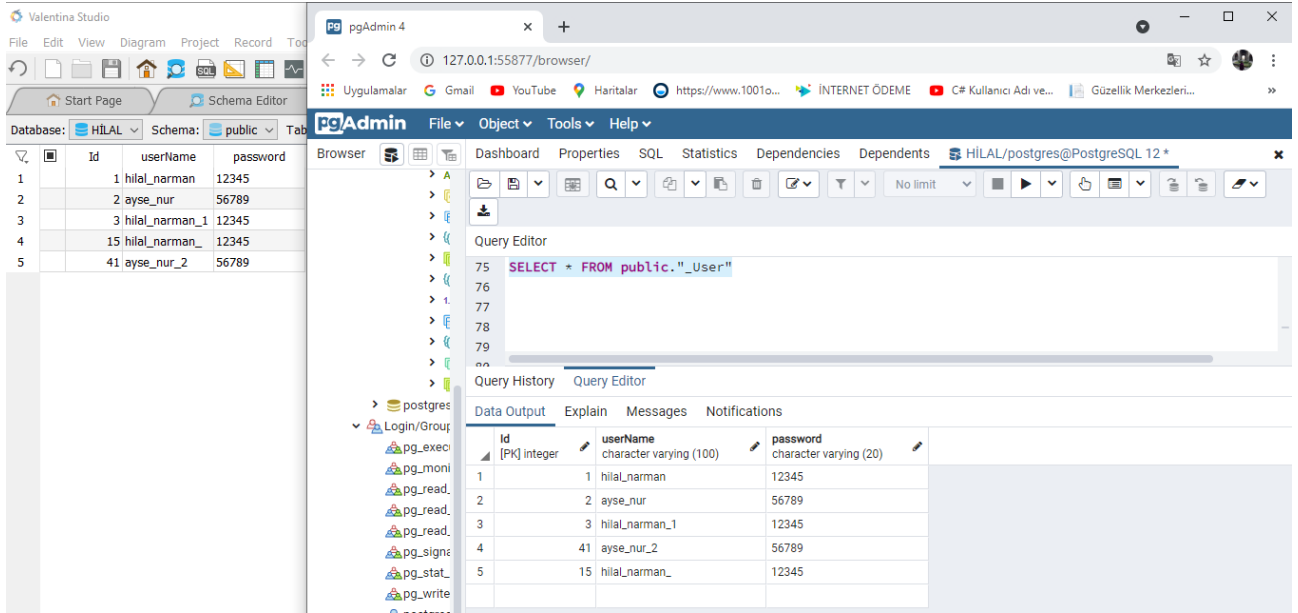 Valentina Studio
File Edit View Diagram Project Record Too
SQL
Start Page
Schema Editor
Database: HİLAL Schema: public Tab
Id userName password
1 1 hilal_narman 12345
2 2 ayse_nur 56789
3 3 hilal_narman_1 12345
4 15 hilal_narman_ 12345
5 41 ayse_nur_2 56789
pgAdmin 4
127.0.0.1:55877/browser/
Uygulamalar Gmail YouTube Haritalar https://www.1001o... İNTERNET ÖDEME C# Kullanıcı Adı ve... Güzellik Merkezleri... »
pgAdmin File Object Tools Help
Browser
Dashboard Properties SQL Statistics Dependencies Dependents HİLAL/postgres@PostgreSQL 12 *
No limit
postgres
Login/Group
pg_exec
pg_moni
pg_read_
pg_read_
pg_read_
pg_signa
pg_stat_
pg_write
Query Editor
75 SELECT * FROM public."_User"
76
77
78
79
80
Query History Query Editor
Data Output Explain Messages Notifications
Id userName password
[PK] integer character varying (100) character varying (20)
1 1 hilal_narman 12345
2 2 ayse_nur 56789
3 3 hilal_narman_1 12345
4 41 ayse_nur_2 56789
5 15 hilal_narman_ 12345